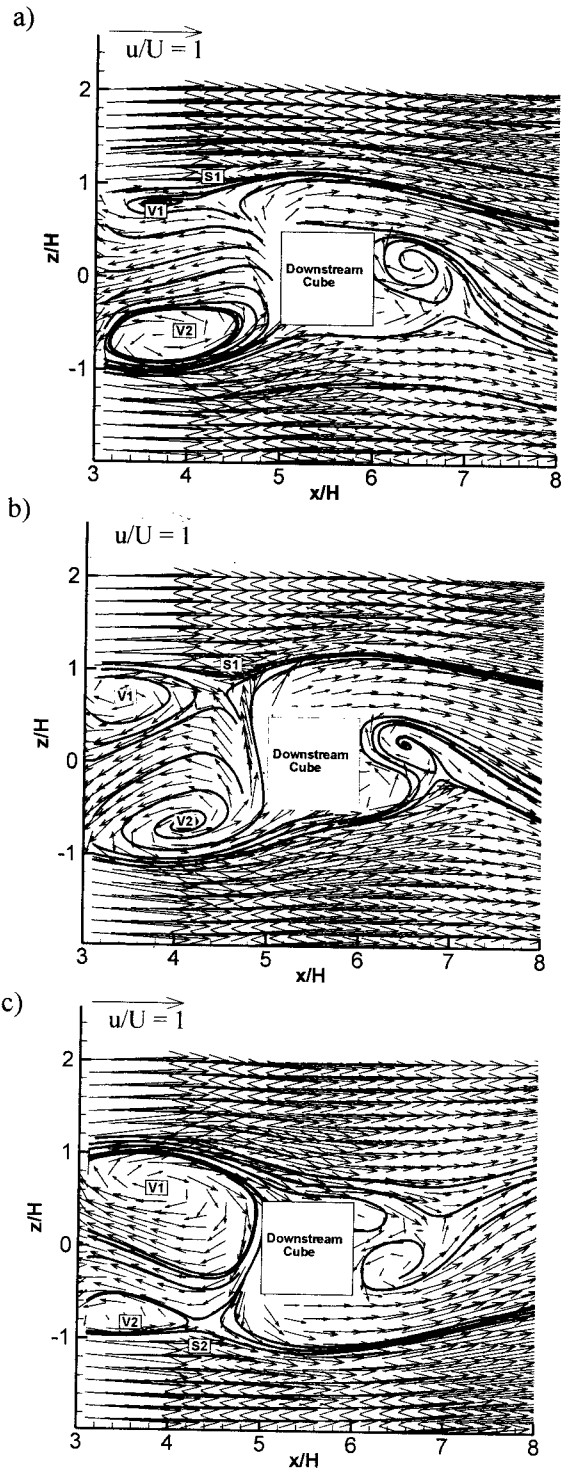 a)
u/U = 1
2
S1
1
V1
z/H
0
Downstream
Cube
V2
-1
3 4 5 6 7 8
x/H
b)
u/U = 1
2
S1
1
V1
z/H
0
Downstream
Cube
V2
-1
3 4 5 6 7 8
x/H
c)
u/U = 1
2
1
V1
z/H
0
Downstream
Cube
V2
-1
S2
3 4 5 6 7 8
x/H